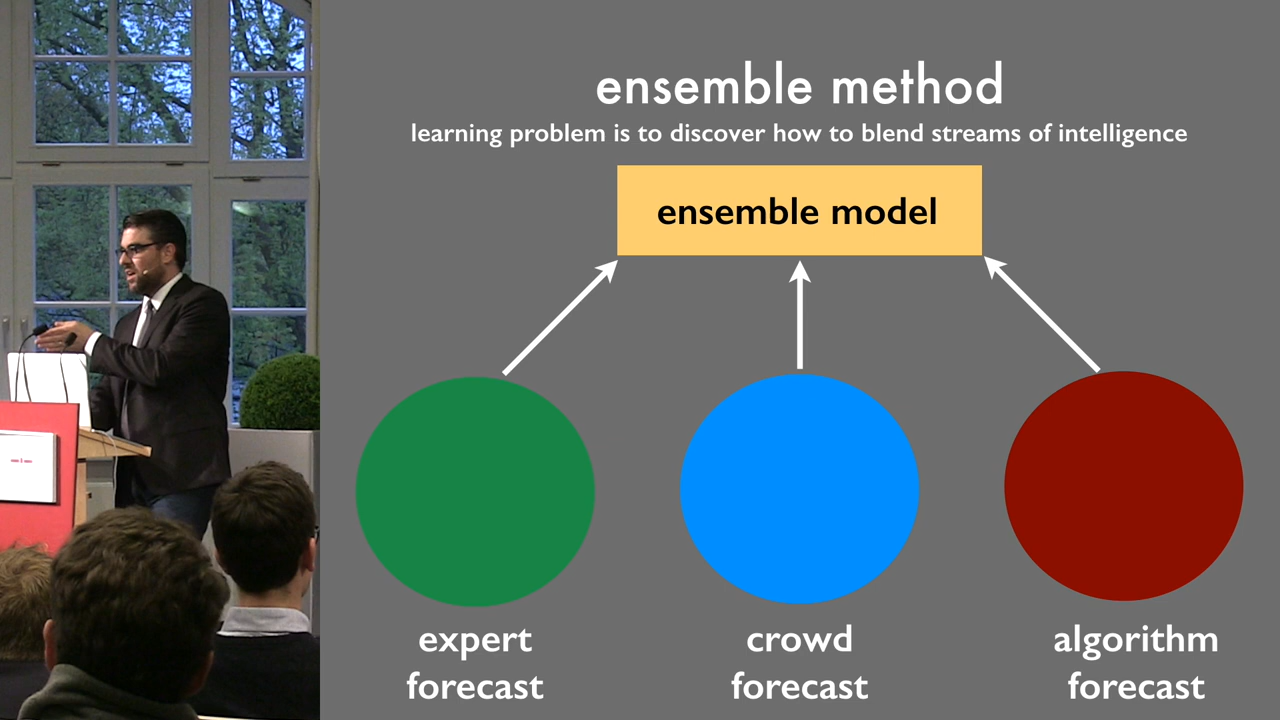 ensemble method
learning problem is to discover how to blend streams of intelligence
ensemble model
expert
forecast
crowd
forecast
algorithm
forecast